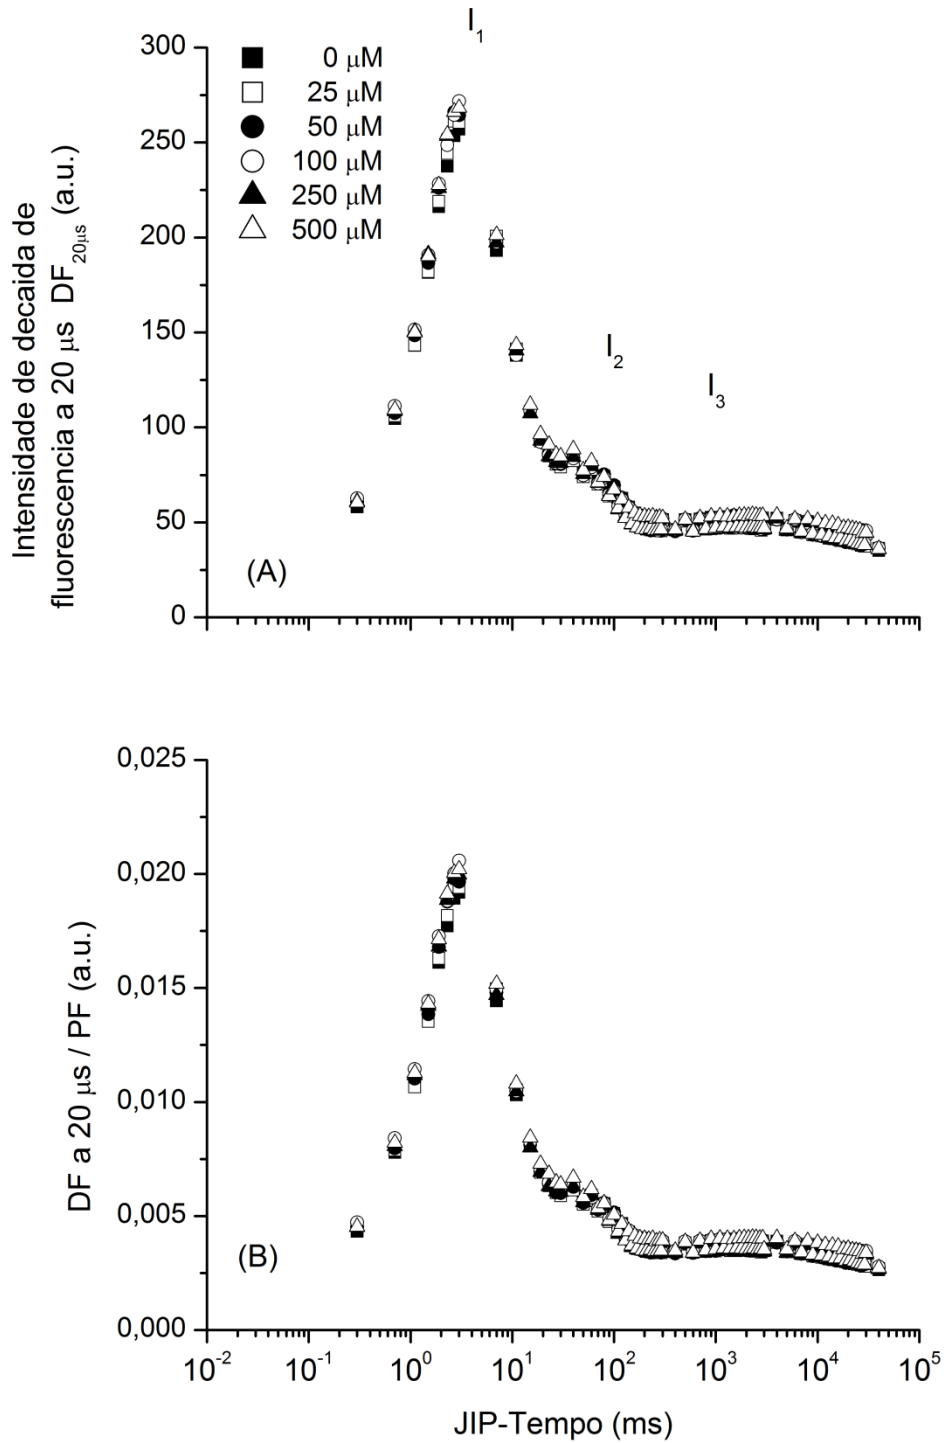 I1
300
0 µM
25 µM
50 µM
100 µM
250 µM
500 µM
250
200
150
100
50
0
Intensidade de decaida de
fluorescencia a 20 µs DF20µs (a.u.)
I2
I3
(A)
0,025
0,020
0,015
0,010
0,005
0,000
DF a 20 µs / PF (a.u.)
(B)
10-2 10-1 100 101 102 103 104 105
JIP-Tempo (ms)